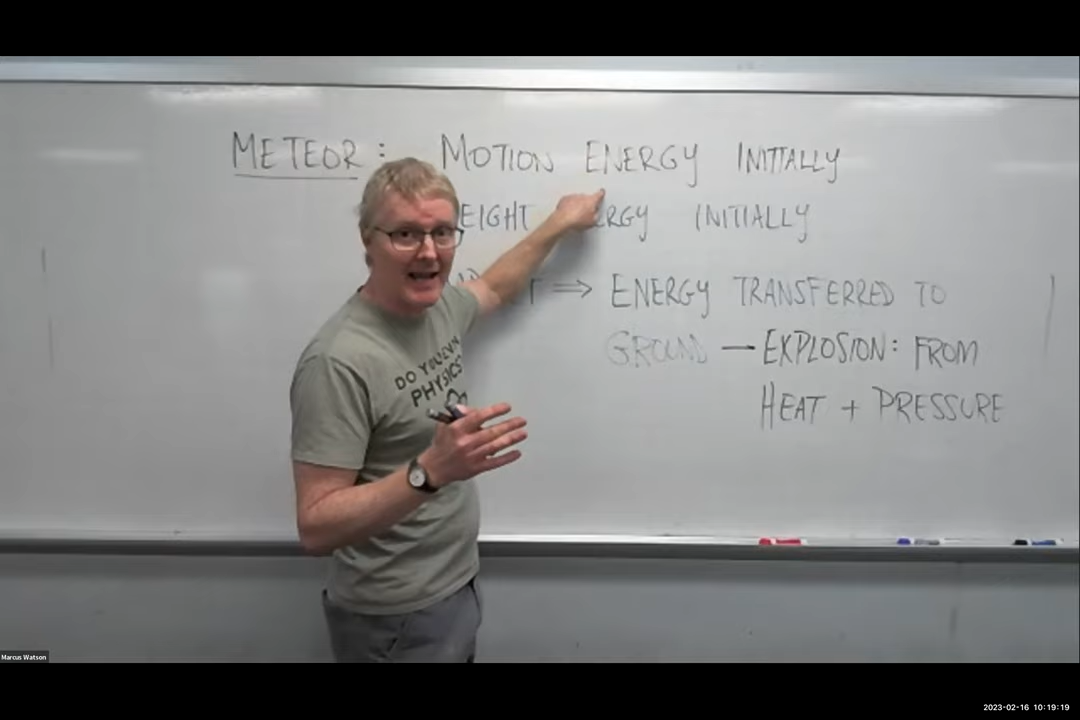 METEOR: MOTION ENERGY INITIALLY
EIGHT ERGY INITIALLY
⇒ ENERGY TRANSFERRED TO
GROUND — EXPLOSION: FROM
HEAT + PRESSURE
DO YOU EVEN
PHYSICS?
Marcus Watson
2023-02-16 10:19:19